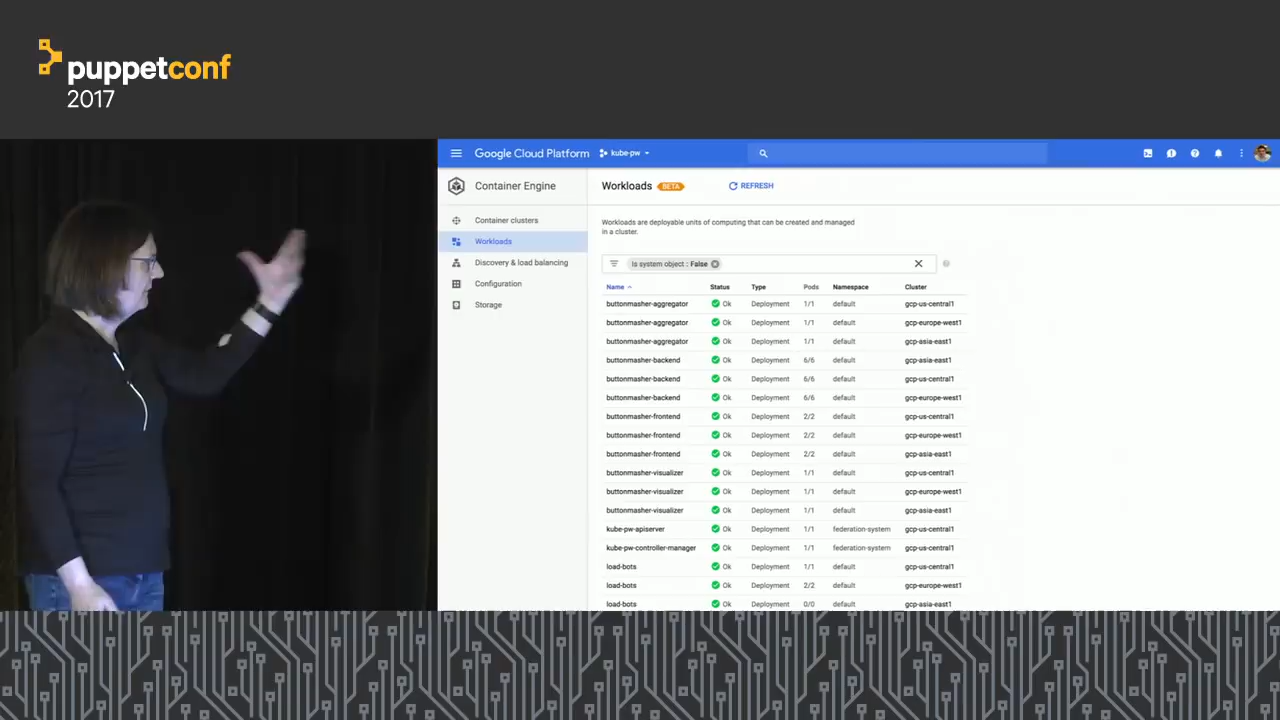 puppetconf
2017
Google Cloud Platform kube-pw
Container Engine
Workloads BETA REFRESH
Container clusters
Workloads
Discovery & load balancing
Configuration
Storage
Workloads are deployable units of computing that can be created and managed
in a cluster.
Is system object : False
Name Status Type Pods Namespace Cluster
buttonmasher-aggregator Ok Deployment 1/1 default gcp-us-central1
buttonmasher-aggregator Ok Deployment 1/1 default gcp-europe-west1
buttonmasher-aggregator Ok Deployment 1/1 default gcp-asia-east1
buttonmasher-backend Ok Deployment 6/6 default gcp-asia-east1
buttonmasher-backend Ok Deployment 6/6 default gcp-us-central1
buttonmasher-backend Ok Deployment 6/6 default gcp-europe-west1
buttonmasher-frontend Ok Deployment 2/2 default gcp-us-central1
buttonmasher-frontend Ok Deployment 2/2 default gcp-europe-west1
buttonmasher-frontend Ok Deployment 2/2 default gcp-asia-east1
buttonmasher-visualizer Ok Deployment 1/1 default gcp-us-central1
buttonmasher-visualizer Ok Deployment 1/1 default gcp-europe-west1
buttonmasher-visualizer Ok Deployment 1/1 default gcp-asia-east1
kube-pw-apiserver Ok Deployment 1/1 federation-system gcp-us-central1
kube-pw-controller-manager Ok Deployment 1/1 federation-system gcp-us-central1
load-bots Ok Deployment 1/1 default gcp-us-central1
load-bots Ok Deployment 2/2 default gcp-europe-west1
load-bots Ok Deployment 0/0 default gcp-asia-east1